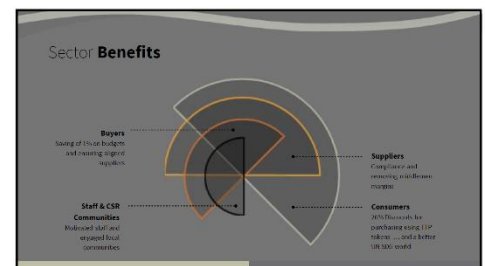 Sector Benefits
Buyers
Saving of 1% on budgets
and ensuring aligned
suppliers
Suppliers
Compliance and
removing middlemen
margins
Staff & CSR
Communities
Motivated staff and
engaged local
communities
Consumers
20% Discounts for
purchasing using
tokens .... and a better
UN SDG world